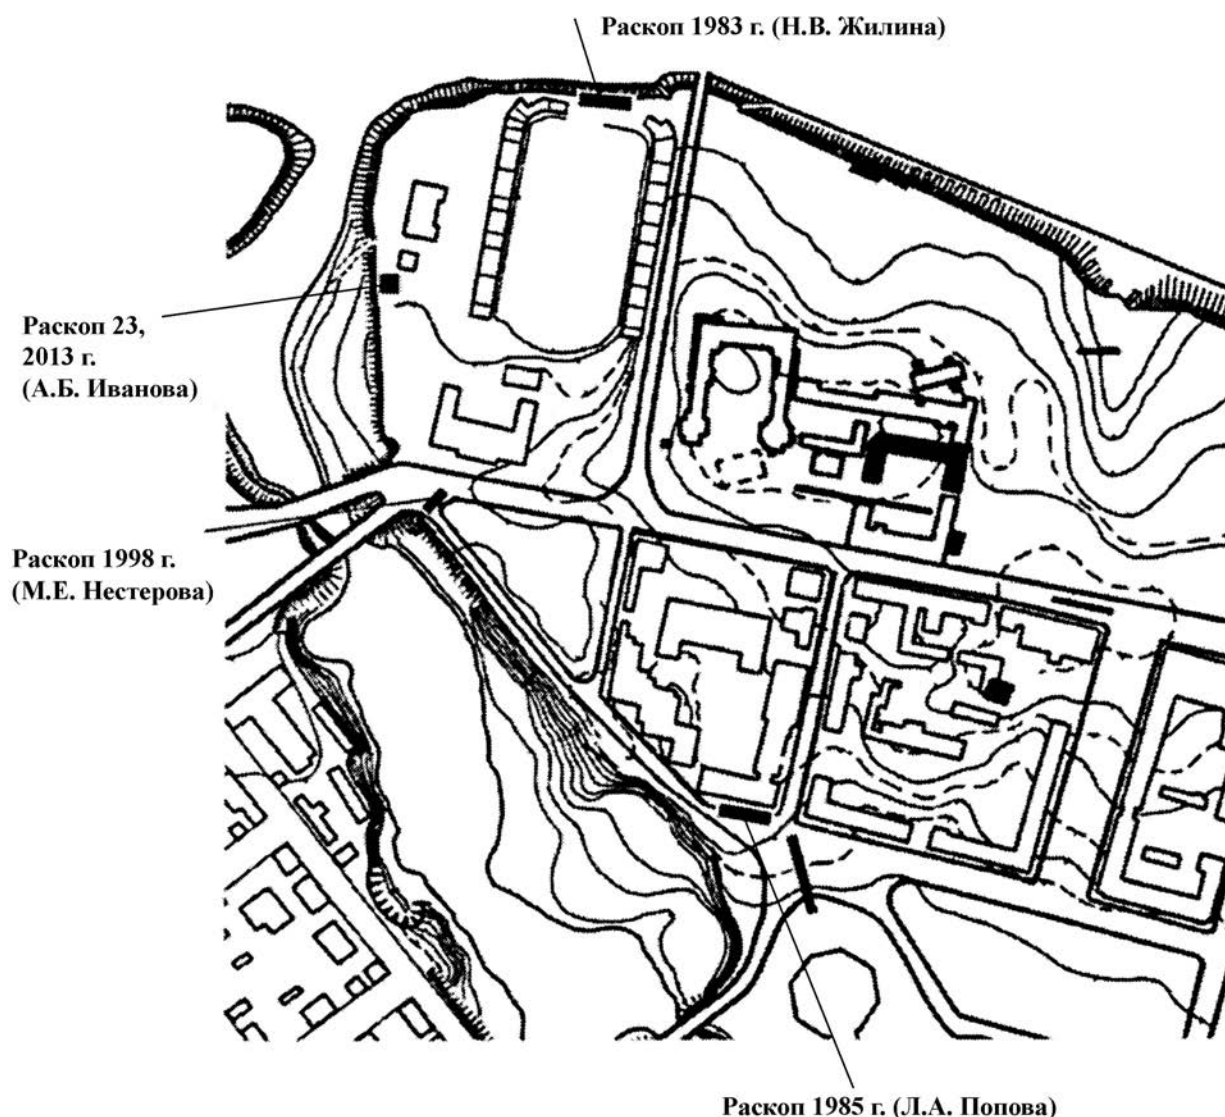 Раскоп 1983 г. (Н.В. Жилина)
Раскоп 23,
2013 г.
(А.Б. Иванова)
Раскоп 1998 г.
(М.Е. Нестерова)
Раскоп 1985 г. (Л.А. Попова)